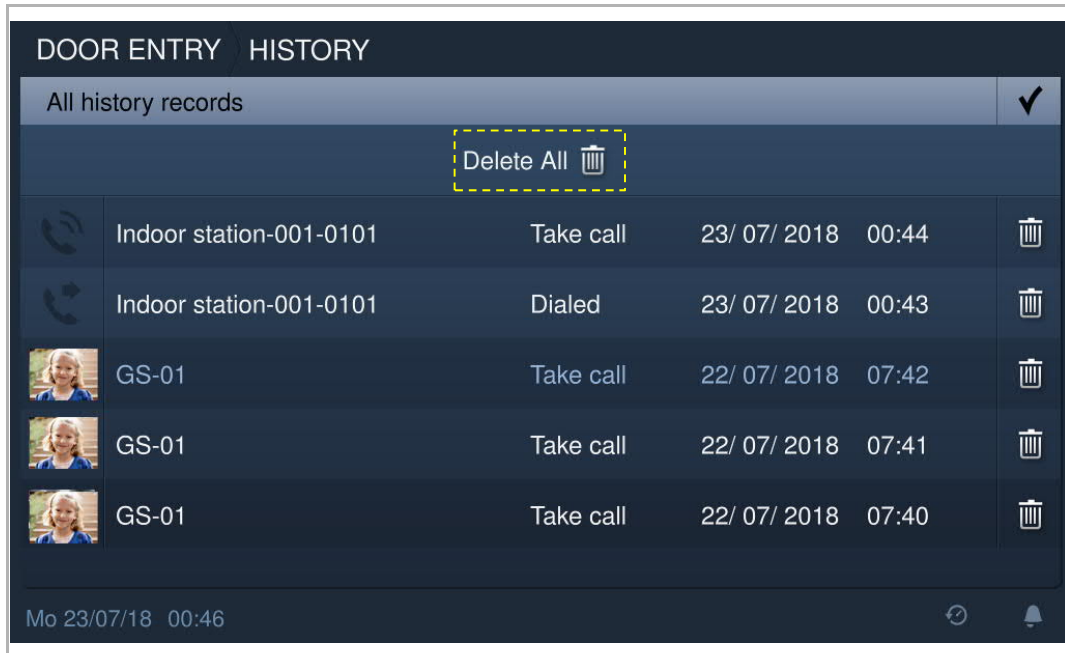 DOOR ENTRY HISTORY
All history records
Delete All
Indoor station-001-0101 Take call 23/ 07/ 2018 00:44
Indoor station-001-0101 Dialed 23/ 07/ 2018 00:43
GS-01 Take call 22/ 07/ 2018 07:42
GS-01 Take call 22/ 07/ 2018 07:41
GS-01 Take call 22/ 07/ 2018 07:40
Mo 23/07/18 00:46